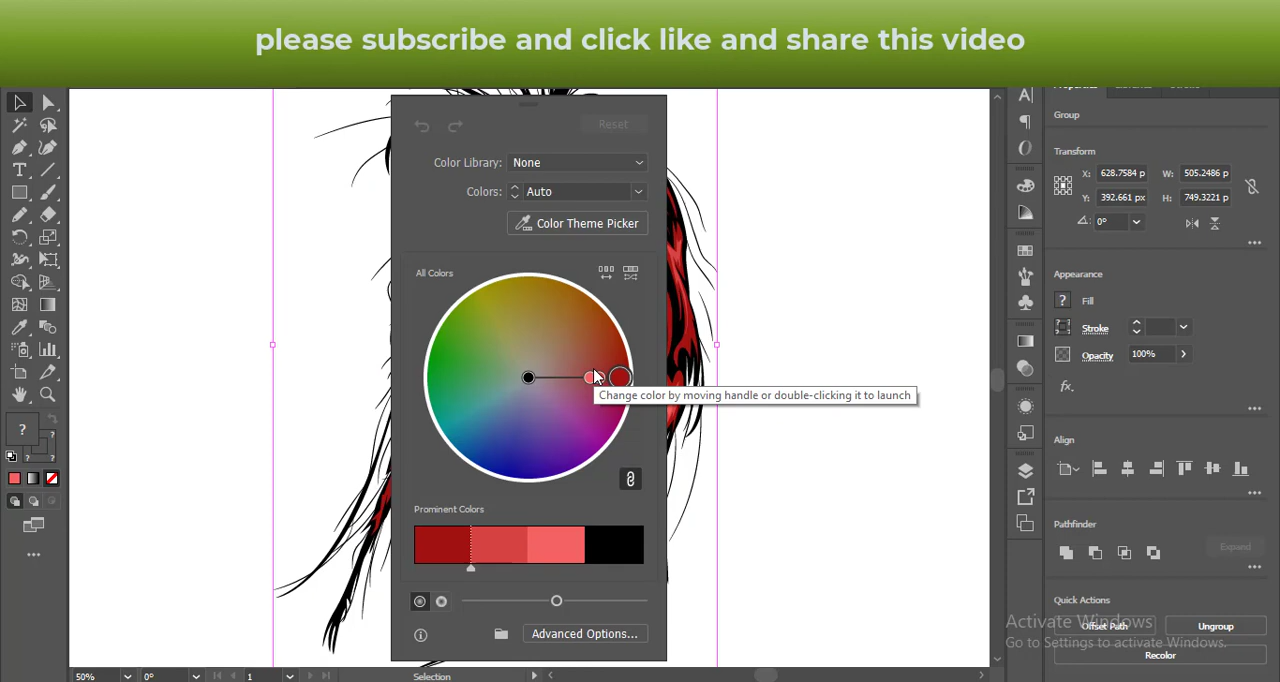 please subscribe and click like and share this video
Reset
Color Library: None
Colors: Auto
Color Theme Picker
All Colors
Change color by moving handle or double-clicking it to launch
Prominent Colors
Advanced Options...
Group
Transform
X: 628.7584 p W: 505.2486 p
Y: 392.661 px H: 749.3221 p
0°
Appearance
? Fill
Stroke
Opacity 100%
fx.
Align
Pathfinder
Expand
Quick Actions
Offset Path Ungroup
Recolor
Activate Windows
Go to Settings to activate Windows.
50% 0° 1 Selection